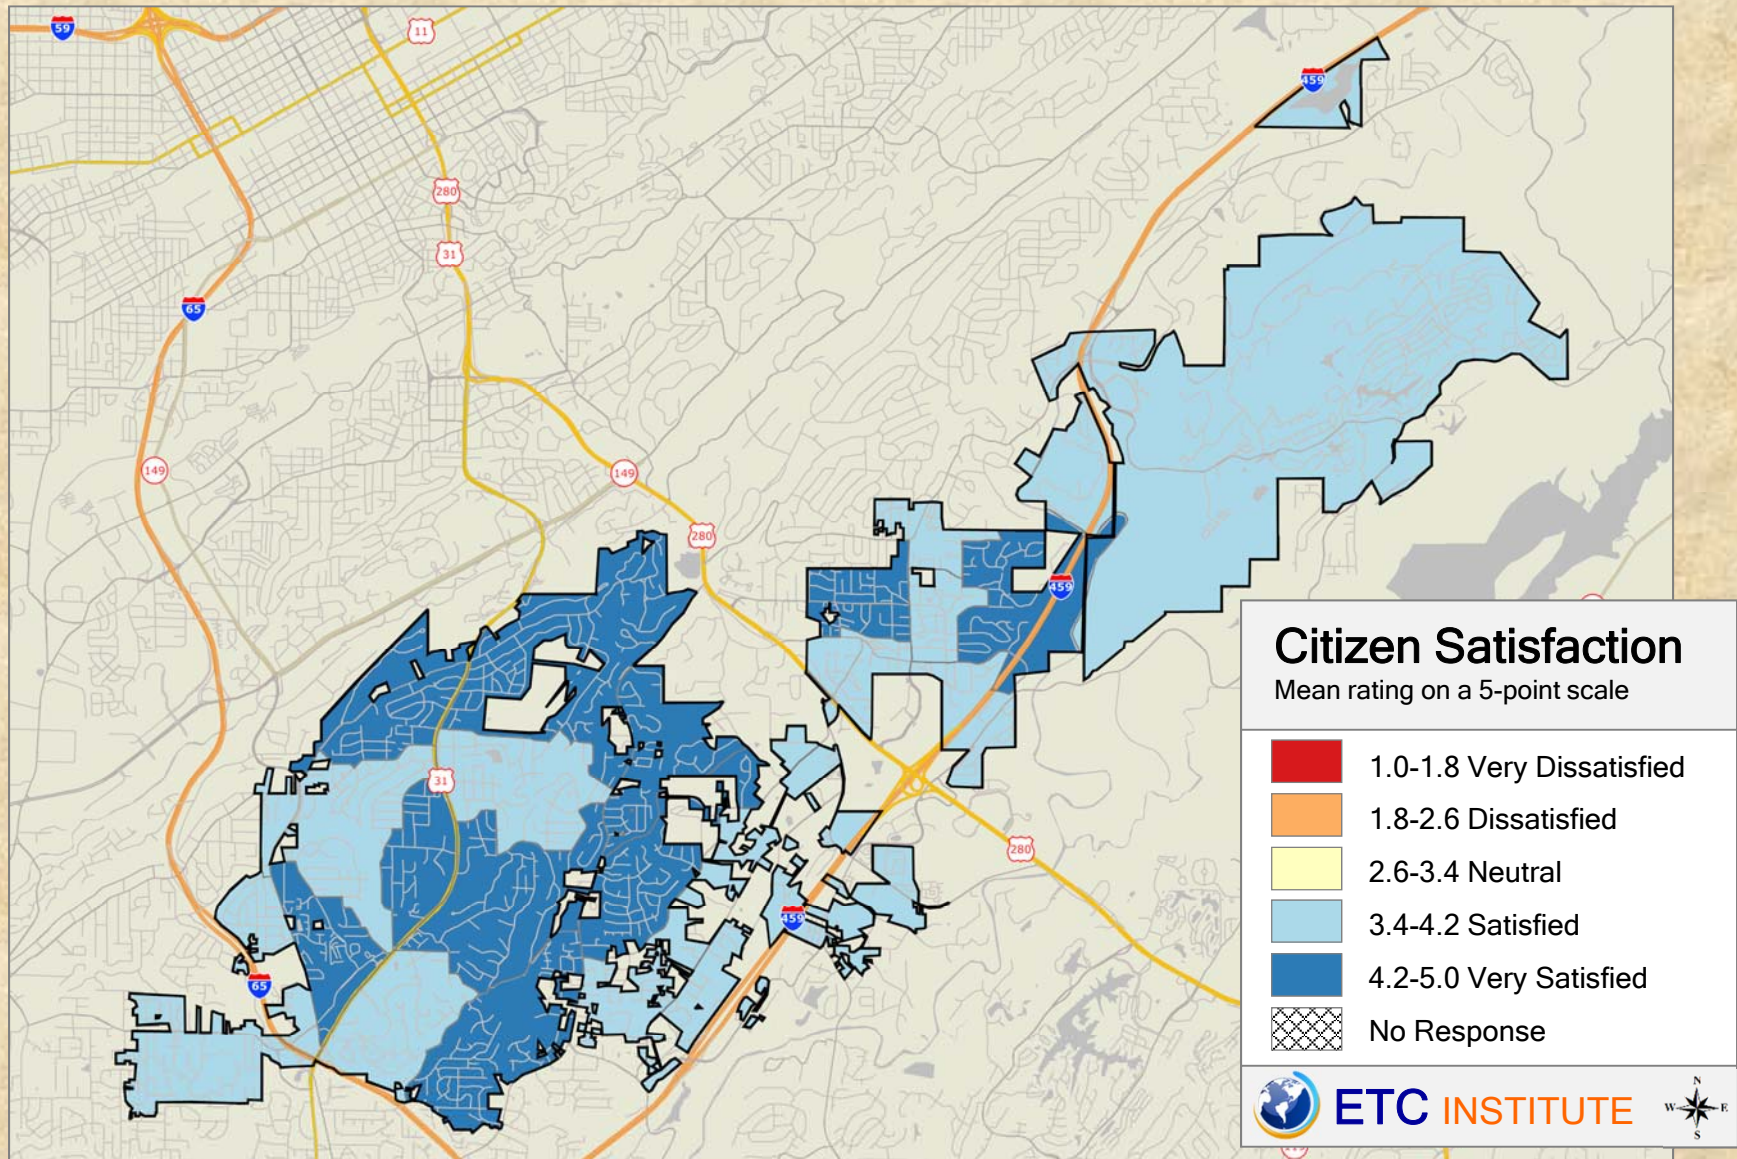 59
11
459
280
31
65
149
149
280
459
31
280
459
65
Citizen Satisfaction
Mean rating on a 5-point scale
1.0-1.8 Very Dissatisfied
1.8-2.6 Dissatisfied
2.6-3.4 Neutral
3.4-4.2 Satisfied
4.2-5.0 Very Satisfied
No Response
ETC INSTITUTE
N
W E
S